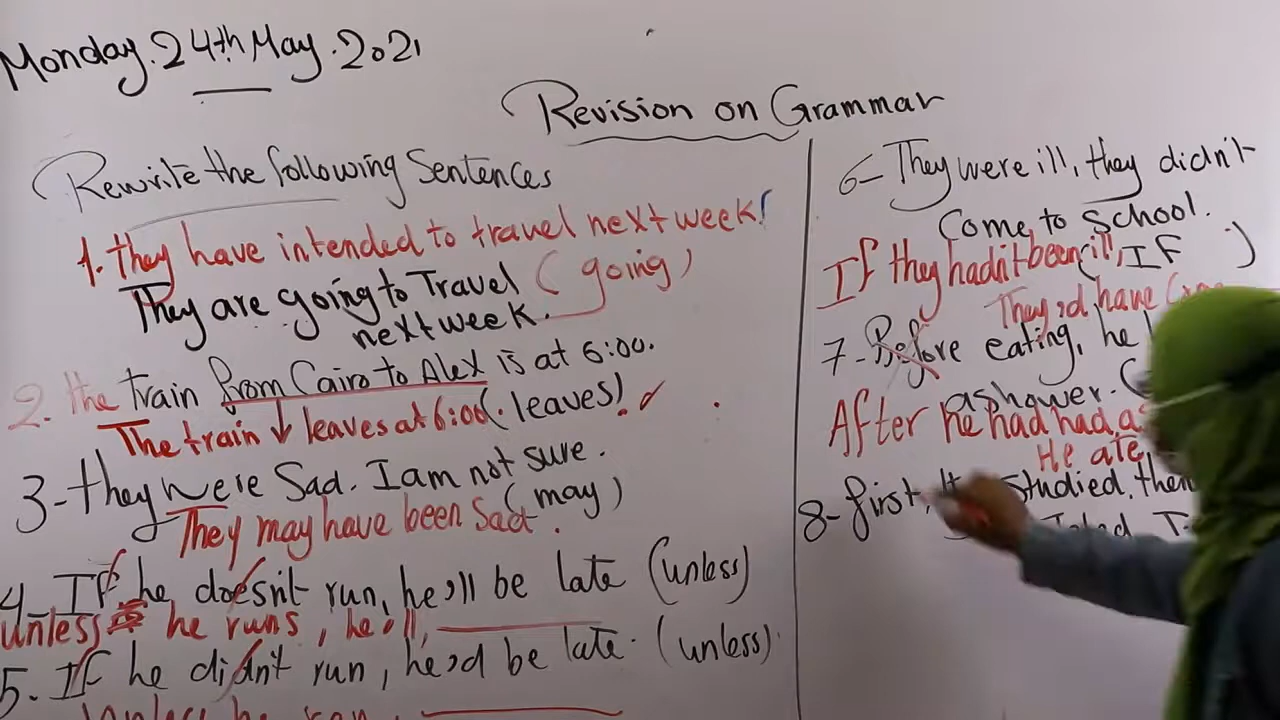 Monday. 24th May. 2021
Revision on Grammar
Rewrite the following Sentences
1. they have intended to travel next week!
They are going to Travel ( going )
next week.
2. the train from Cairo to Alex is at 6:00.
The train ↓ leaves at 6:00 (. leaves). ✓
3- they were Sad. I am not sure.
They may have been Sad. ( may )
4- If he doesn't run, he'll be late (unless)
unless he runs, he'll,
5. If he didn't run, he'd be late. (unless)
unless he ran,
6- They were ill, they didn't
Come to School.
If they hadn't been ill, ( IF )
They'd have
7- Before eating, he
a shower. (
After he had had a
He ate
8- first, studied, then